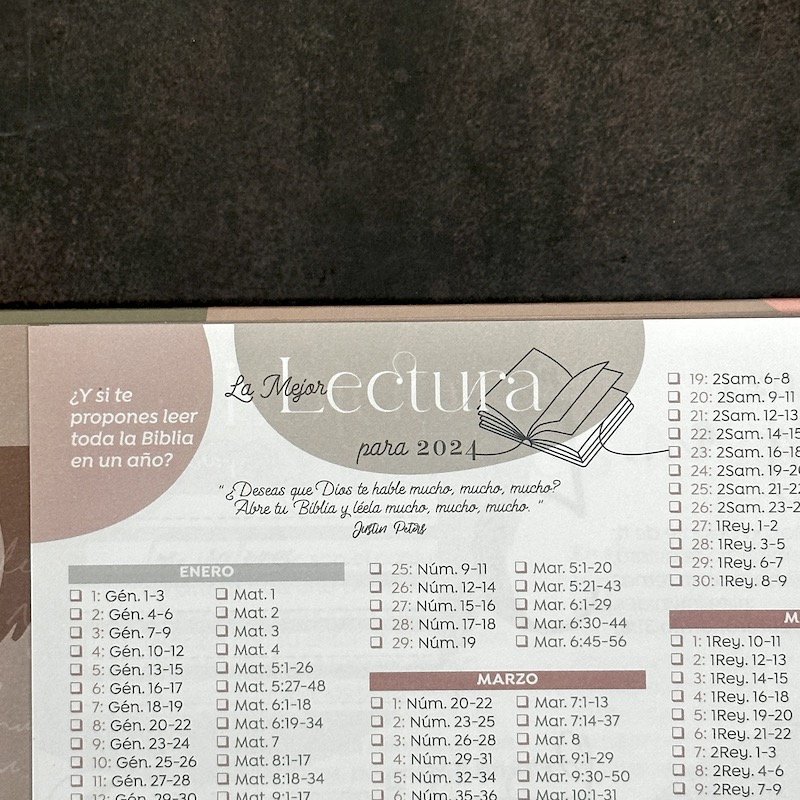 ¿Y si te
propones leer
toda la Biblia
en un año?
La Mejor Lectura
para 2024
"¿Deseas que Dios te hable mucho, mucho, mucho?
Abre tu Biblia y léela mucho, mucho, mucho."
Justin Peters
ENERO
1: Gén. 1-3 Mat. 1
2: Gén. 4-6 Mat. 2
3: Gén. 7-9 Mat. 3
4: Gén. 10-12 Mat. 4
5: Gén. 13-15 Mat. 5:1-26
6: Gén. 16-17 Mat. 5:27-48
7: Gén. 18-19 Mat. 6:1-18
8: Gén. 20-22 Mat. 6:19-34
9: Gén. 23-24 Mat. 7
10: Gén. 25-26 Mat. 8:1-17
11: Gén. 27-28 Mat. 8:18-34
12: Gén. 29-30 Mat. 9:1-17
25: Núm. 9-11 Mar. 5:1-20
26: Núm. 12-14 Mar. 5:21-43
27: Núm. 15-16 Mar. 6:1-29
28: Núm. 17-18 Mar. 6:30-44
29: Núm. 19 Mar. 6:45-56
MARZO
1: Núm. 20-22 Mar. 7:1-13
2: Núm. 23-25 Mar. 7:14-37
3: Núm. 26-28 Mar. 8
4: Núm. 29-31 Mar. 9:1-29
5: Núm. 32-34 Mar. 9:30-50
6: Núm. 35-36 Mar. 10:1-31
19: 2Sam. 6-8
20: 2Sam. 9-11
21: 2Sam. 12-13
22: 2Sam. 14-15
23: 2Sam. 16-18
24: 2Sam. 19-20
25: 2Sam. 21-22
26: 2Sam. 23-2
27: 1Rey. 1-2
28: 1Rey. 3-5
29: 1Rey. 6-7
30: 1Rey. 8-9
M
1: 1Rey. 10-11
2: 1Rey. 12-13
3: 1Rey. 14-15
4: 1Rey. 16-18
5: 1Rey. 19-20
6: 1Rey. 21-22
7: 2Rey. 1-3
8: 2Rey. 4-6
9: 2Rey. 7-9